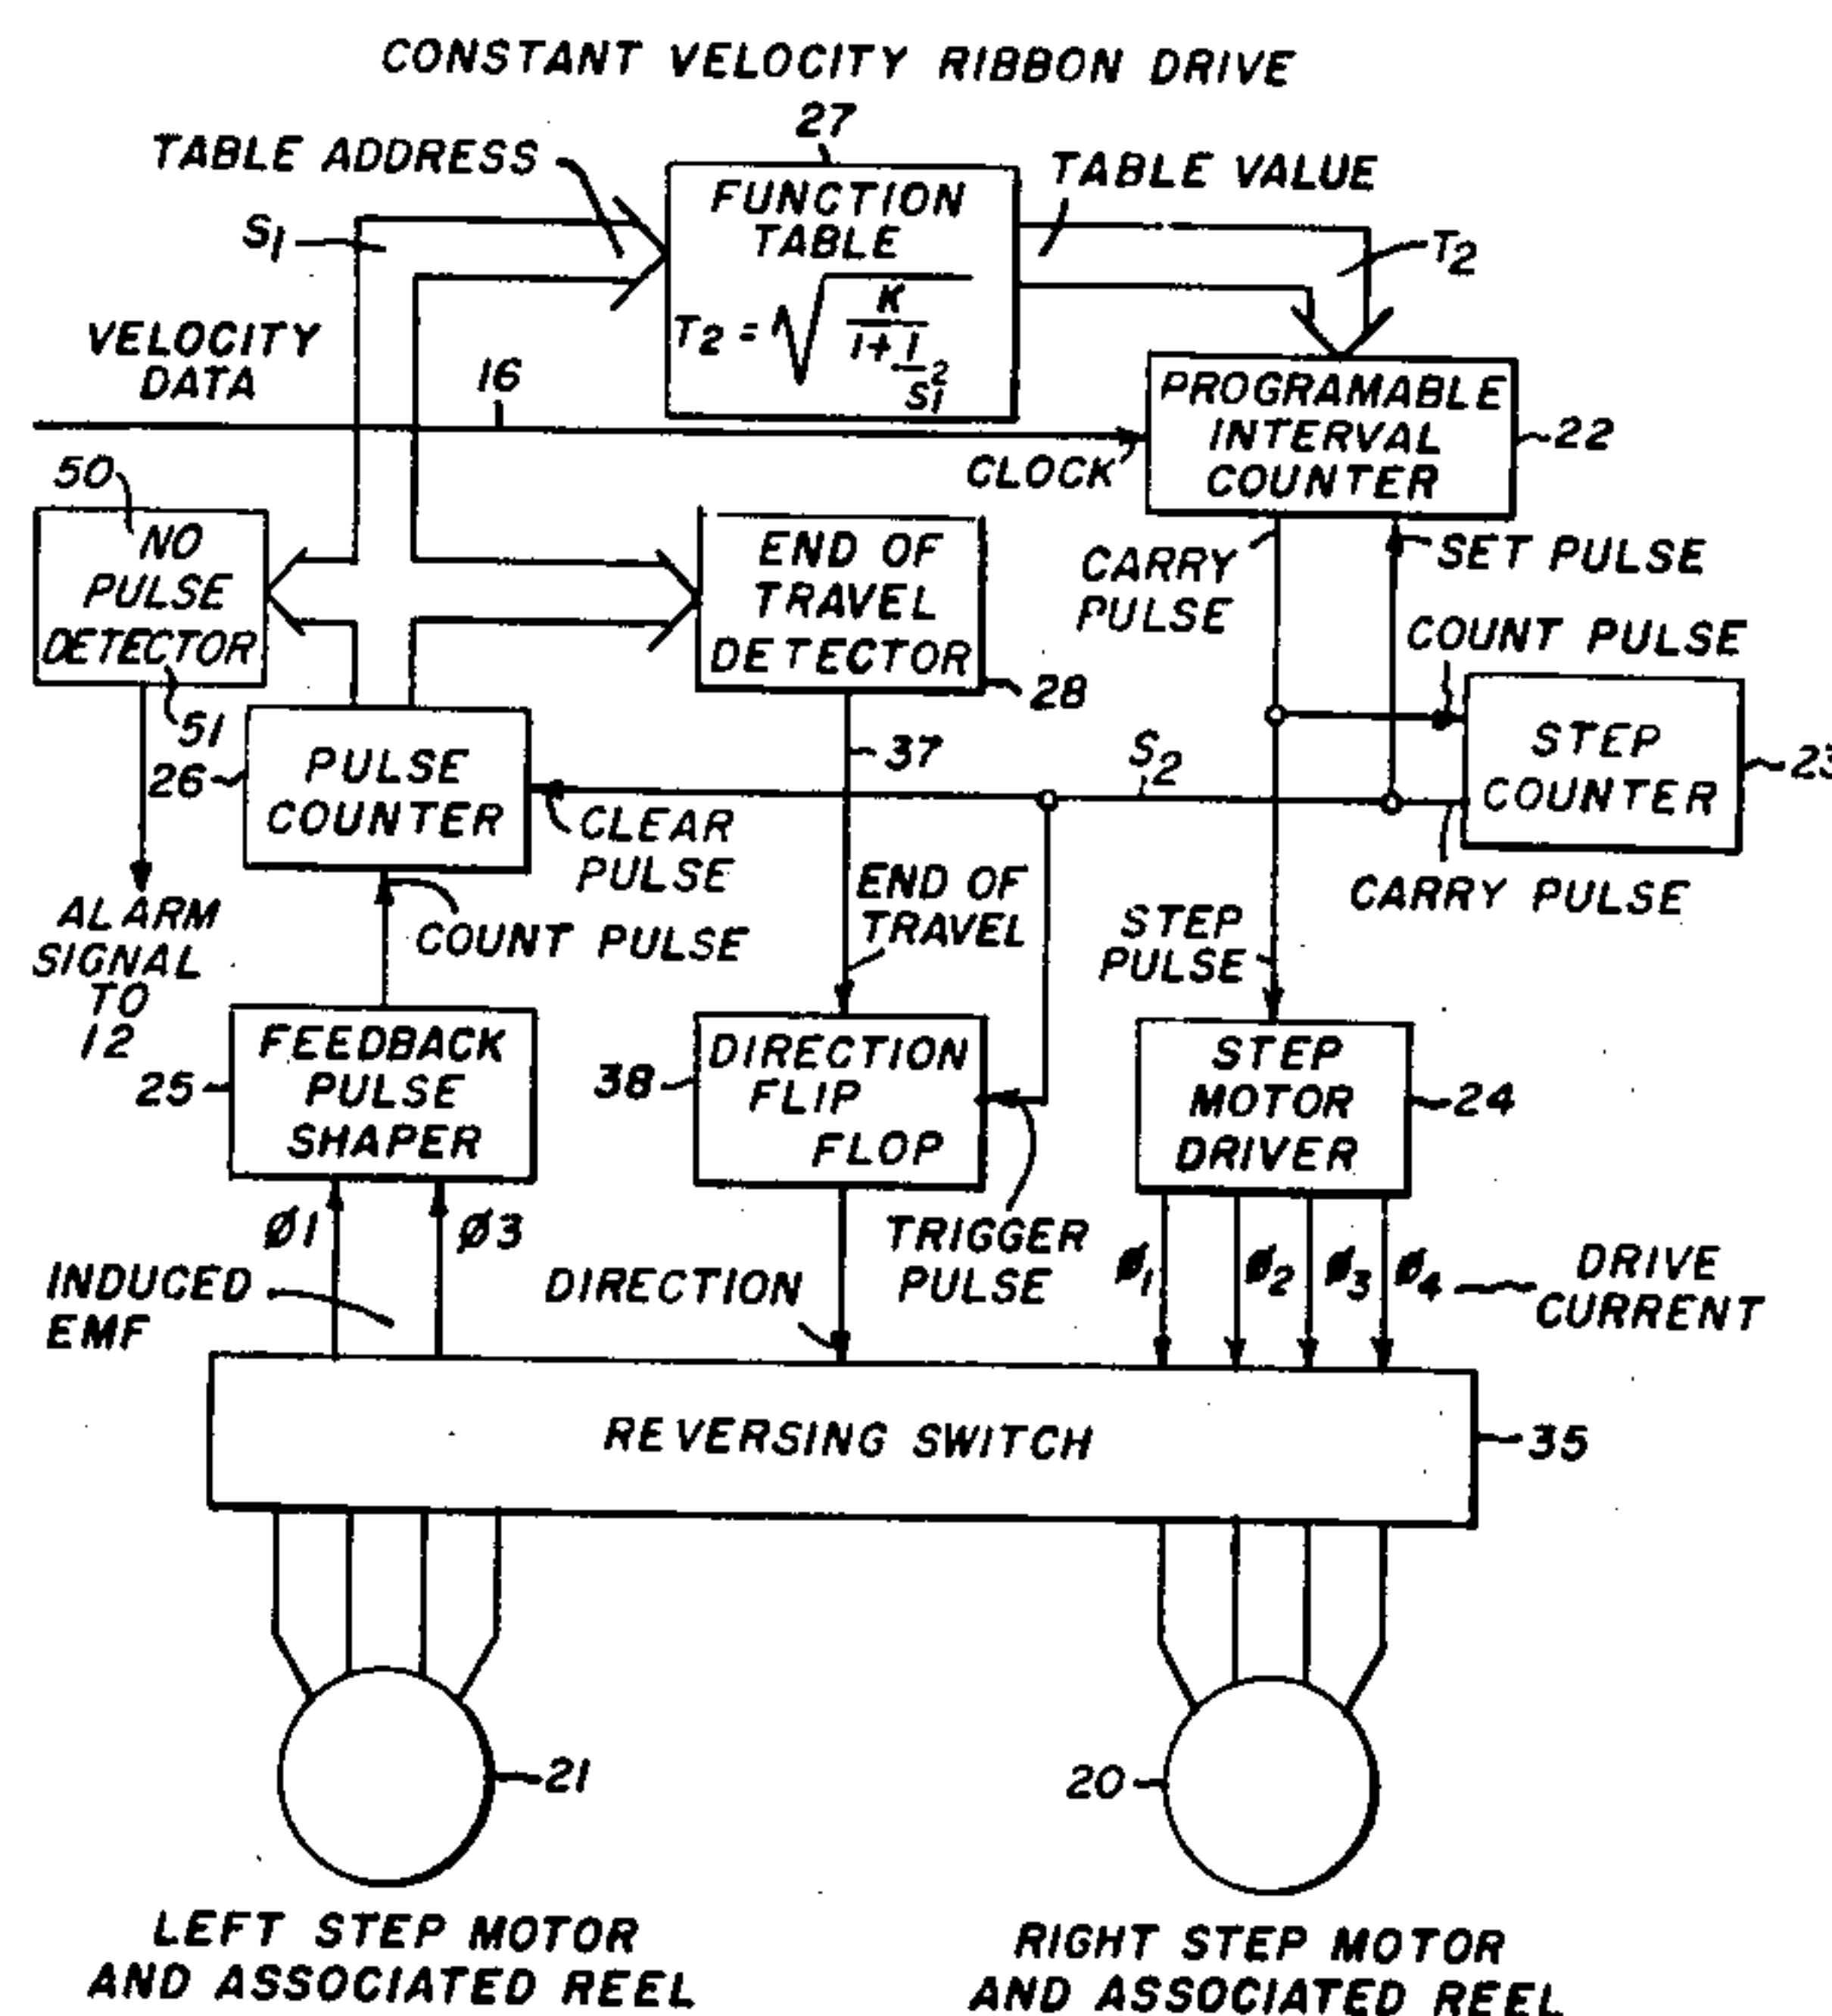 CONSTANT VELOCITY RIBBON DRIVE
27
TABLE ADDRESS
TABLE VALUE
S1
FUNCTION
TABLE
T2 = √ K / 1 + 1 / S1²
T2
VELOCITY
DATA
16
CLOCK
PROGRAMABLE
INTERVAL
COUNTER
22
50
NO
PULSE
DETECTOR
51
END OF
TRAVEL
DETECTOR
28
CARRY
PULSE
SET PULSE
COUNT PULSE
STEP
COUNTER
23
CARRY PULSE
S2
37
26
PULSE
COUNTER
CLEAR
PULSE
COUNT PULSE
ALARM
SIGNAL
TO
12
END OF
TRAVEL
STEP
PULSE
25
FEEDBACK
PULSE
SHAPER
38
DIRECTION
FLIP
FLOP
STEP
MOTOR
DRIVER
24
Ø1
Ø3
INDUCED
EMF
DIRECTION
TRIGGER
PULSE
Ø1
Ø2
Ø3
Ø4
DRIVE
CURRENT
REVERSING SWITCH
35
21
20
LEFT STEP MOTOR
AND ASSOCIATED REEL
RIGHT STEP MOTOR
AND ASSOCIATED REEL